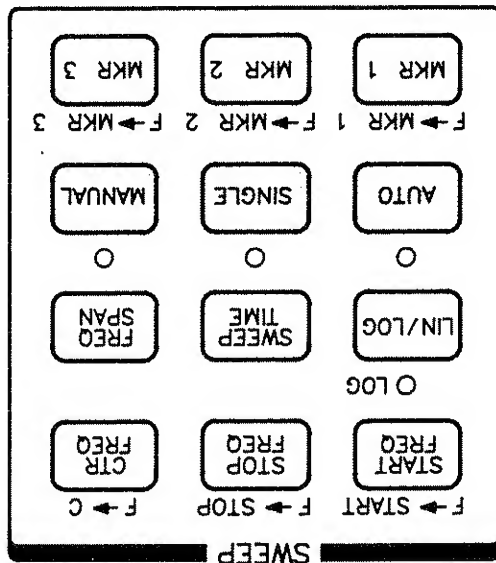 SWEEP
F → START F → STOP F → C
START STOP CTR
FREQ FREQ FREQ
LOG
LIN/LOG SWEEP FREQ
TIME SPAN
AUTO SINGLE MANUAL
F → MKR 1 F → MKR 2 F → MKR 3
MKR 1 MKR 2 MKR 3